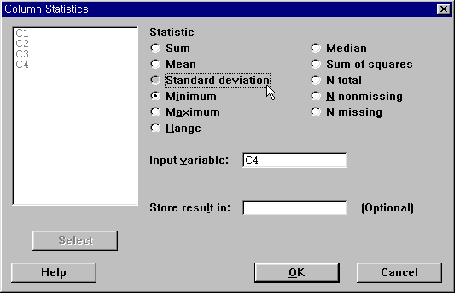 Column Statistics
C1
C2
C3
C4
Statistic
Sum
Mean
Standard deviation
Minimum
Maximum
Range
Median
Sum of squares
N total
N nonmissing
N missing
Input variable:
C4
Store result in:
(Optional)
Select
Help
OK
Cancel